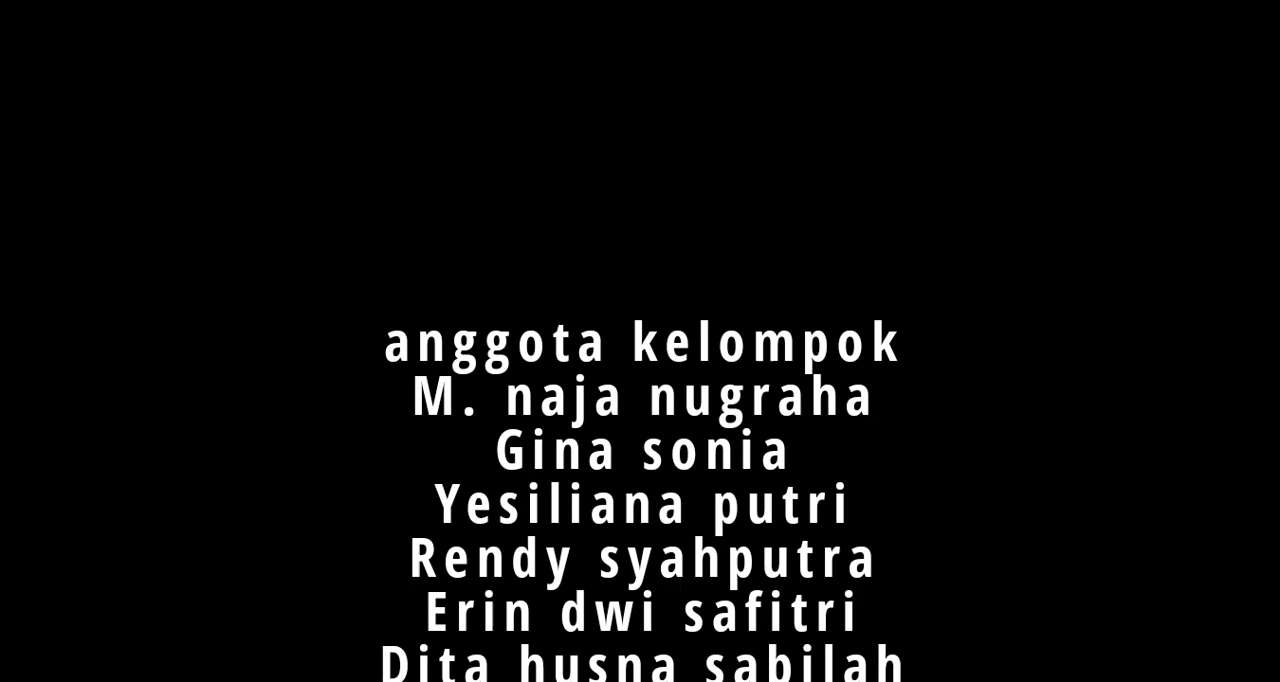 anggota kelompok
M. naja nugraha
Gina sonia
Yesiliana putri
Rendy syahputra
Erin dwi safitri
Dita husna sabilah